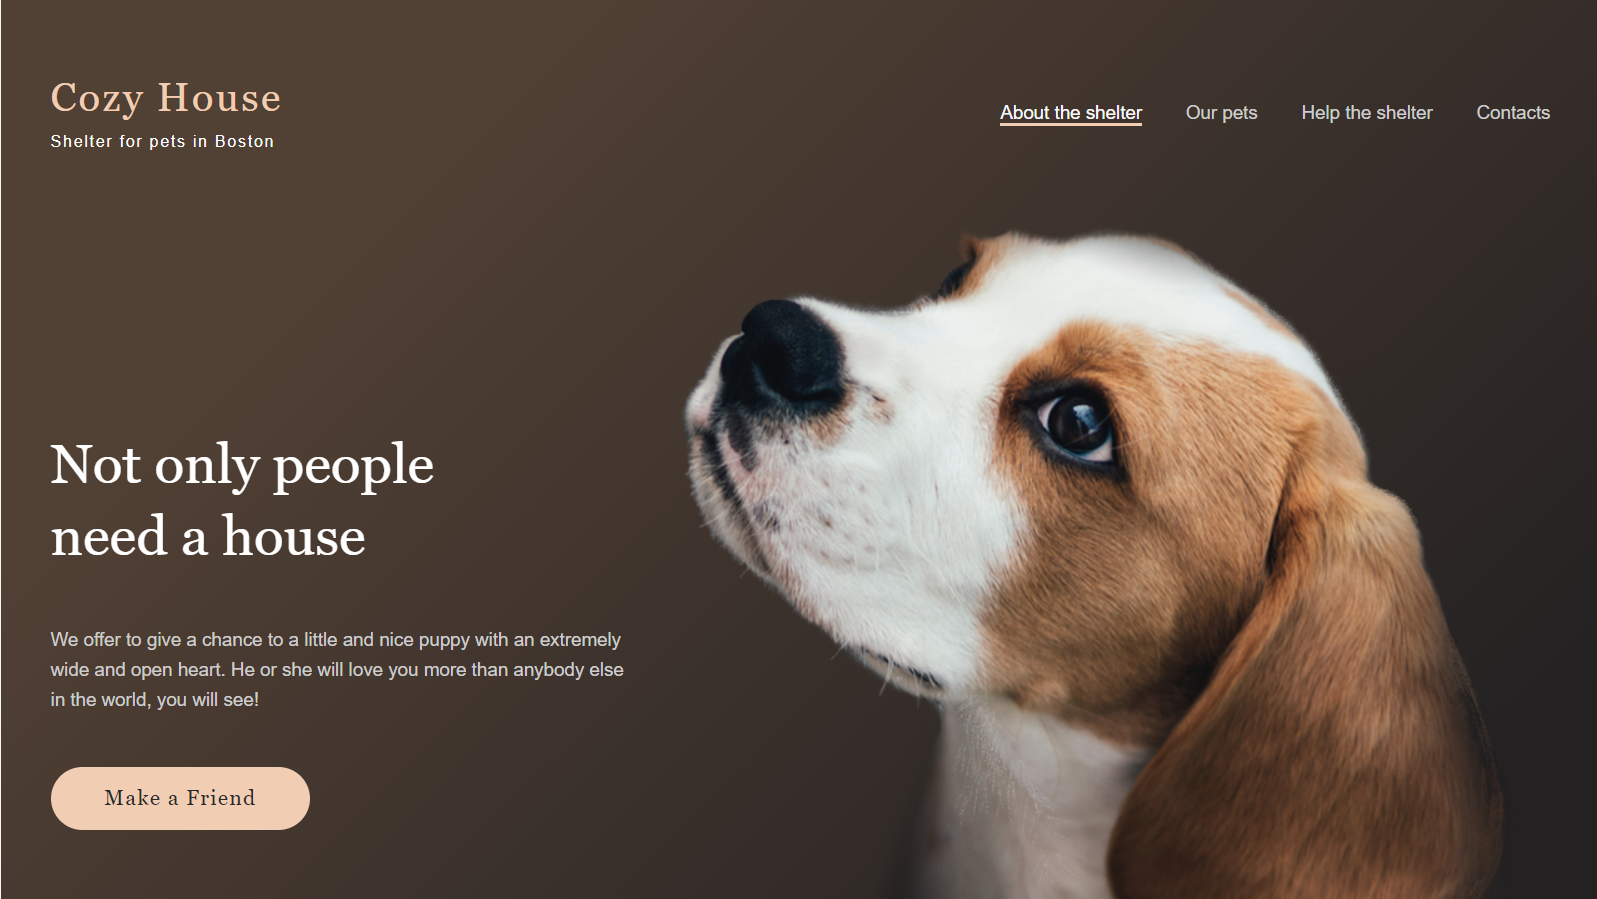 Cozy House
Shelter for pets in Boston
About the shelter
Our pets
Help the shelter
Contacts
Not only people
need a house
We offer to give a chance to a little and nice puppy with an extremely
wide and open heart. He or she will love you more than anybody else
in the world, you will see!
Make a Friend